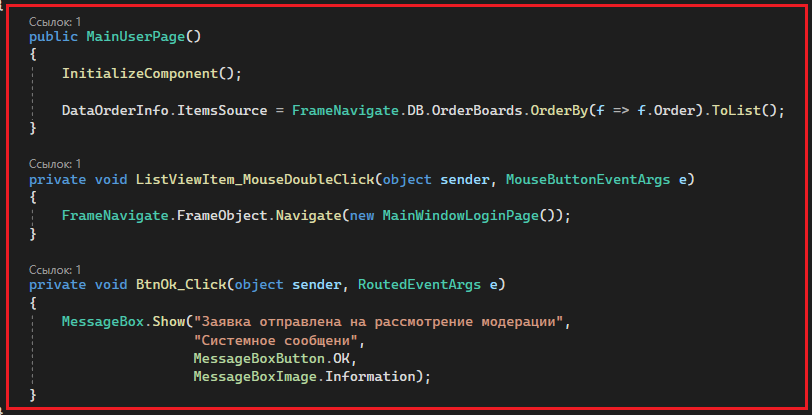 Ссылок: 1
public MainUserPage()
{
InitializeComponent();
DataOrderInfo.ItemsSource = FrameNavigate.DB.OrderBoards.OrderBy(f => f.Order).ToList();
}
Ссылок: 1
private void ListViewItem_MouseDoubleClick(object sender, MouseButtonEventArgs e)
{
FrameNavigate.FrameObject.Navigate(new MainWindowLoginPage());
}
Ссылок: 1
private void BtnOk_Click(object sender, RoutedEventArgs e)
{
MessageBox.Show("Заявка отправлена на рассмотрение модерации",
"Системное сообщени",
MessageBoxButton.OK,
MessageBoxImage.Information);
}